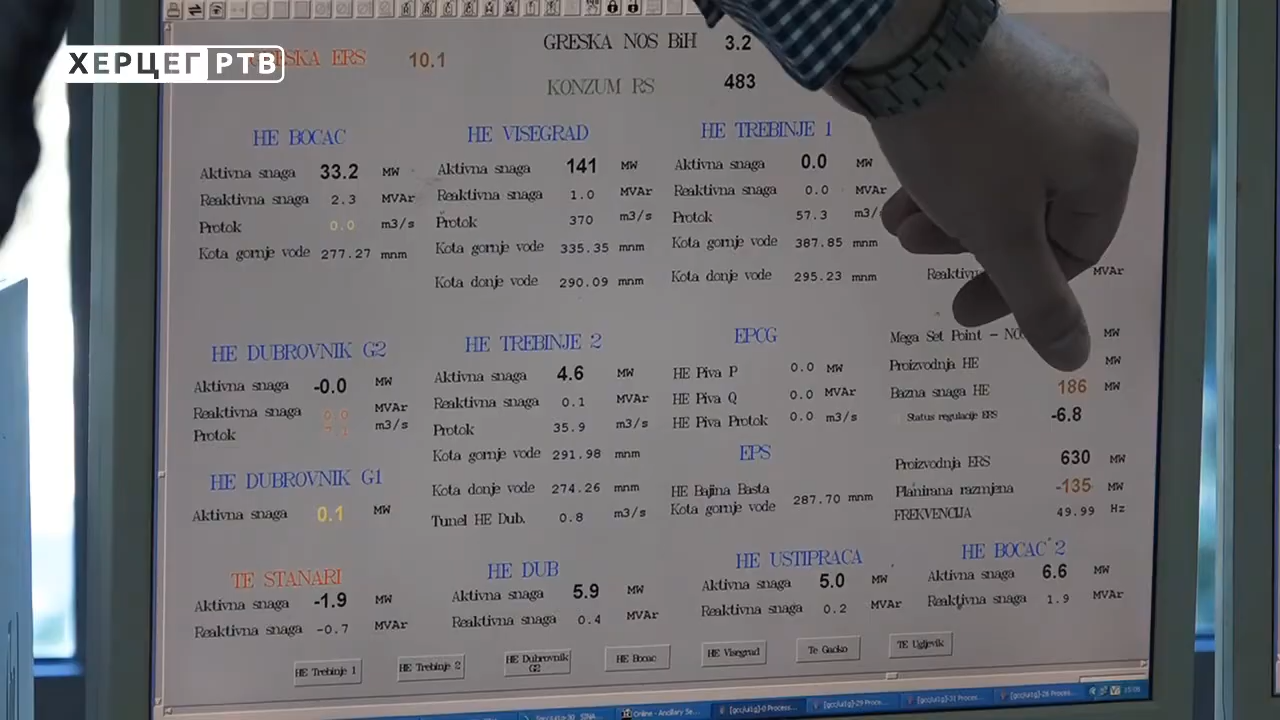 ХЕРЦЕГ РТВ
ERS 10.1
GRESKA NOS BiH 3.2
KONZUM RS 483
HE BOCAC
Aktivna snaga 33.2 MW
Reaktivna snaga 2.3 MVAr
Protok 0.0 m3/s
Kota gornje vode 277.27 mnm
HE VISEGRAD
Aktivna snaga 141 MW
Reaktivna snaga 1.0 MVAr
Protok 370 m3/s
Kota gornje vode 335.35 mnm
Kota donje vode 290.09 mnm
HE TREBINJE 1
Aktivna snaga 0.0 MW
Reaktivna snaga 0.0 MVAr
Protok 57.3
Kota gornje vode 387.85 mnm
Kota donje vode 295.23 mnm
MVAr
HE DUBROVNIK G2
Aktivna snaga -0.0 MW
Reaktivna snaga 0.0 MVAr
Protok m3/s
HE DUBROVNIK G1
Aktivna snaga 0.1 MW
HE TREBINJE 2
Aktivna snaga 4.6 MW
Reaktivna snaga 0.1 MVAr
Protok 35.9 m3/s
Kota gornje vode 291.98 mnm
Kota donje vode 274.26 mnm
Tunel HE Dub. 0.8 m3/s
EPCG
HE Piva P 0.0 MW
HE Piva Q 0.0 MVAr
HE Piva Protok 0.0 m3/s
EPS
HE Bajina Basta
Kota gornje vode 287.70 mnm
Mega Set Point - MW
Proizvodnja HE MW
Bazna snaga HE 186 MW
Status regulacije ERS -6.8
Proizvodnja ERS 630 MW
Planirana razmjena -135 MW
FREKVENCIJA 49.99 Hz
TE STANARI
Aktivna snaga -1.9 MW
Reaktivna snaga -0.7 MVAr
HE DUB
Aktivna snaga 5.9 MW
Reaktivna snaga 0.4 MVAr
HE USTIPRACA
Aktivna snaga 5.0 MW
Reaktivna snaga 0.2 MVAr
HE BOCAC 2
Aktivna snaga 6.6 MW
Reaktivna snaga 1.9 MVAr
HE Trebinje 1
HE Trebinje 2
HE Dubrovnik
G2
HE Bocac
HE Visegrad
Te Gacko
TE Ugljevik
Online - Ancillary Se...